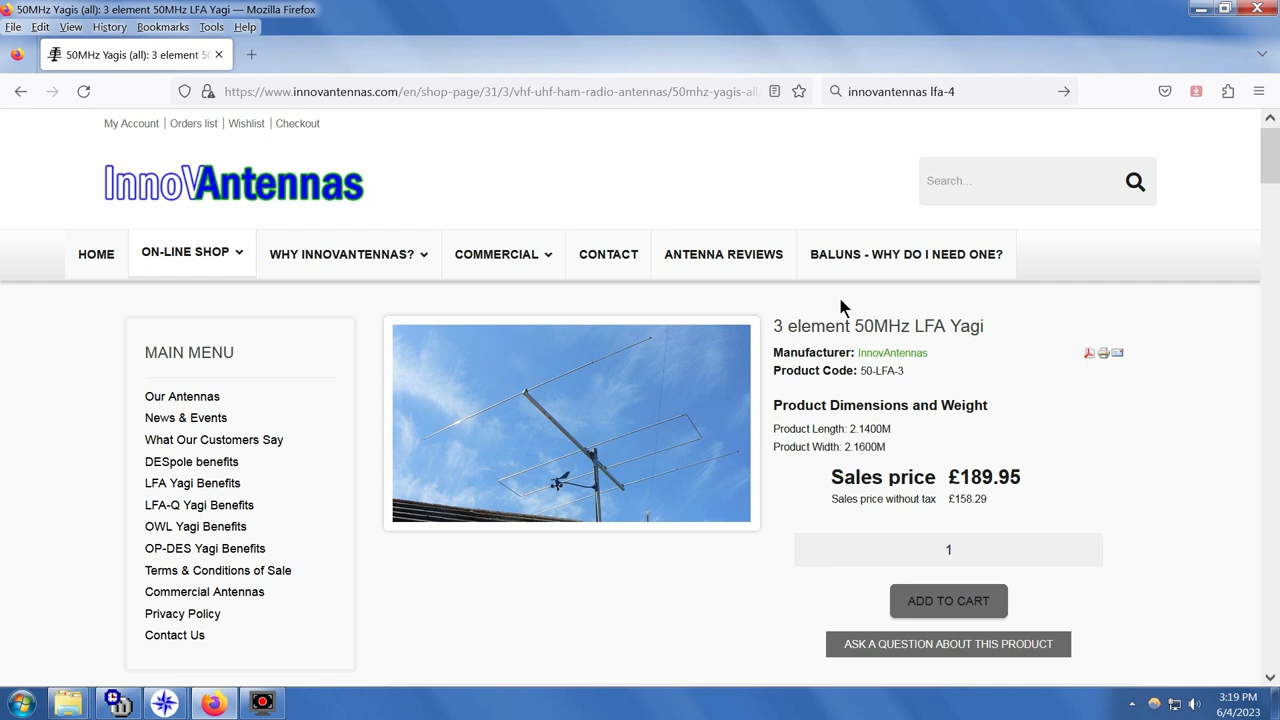 50MHz Yagis (all): 3 element 50MHz LFA Yagi — Mozilla Firefox
File Edit View History Bookmarks Tools Help
50MHz Yagis (all): 3 element 50
https://www.innovantennas.com/en/shop-page/31/3/vhf-uhf-ham-radio-antennas/50mhz-yagis-al
innovantennas lfa-4
My Account | Orders list | Wishlist | Checkout
InnoVAntennas
Search...
HOME ON-LINE SHOP WHY INNOVANTENNAS? COMMERCIAL CONTACT ANTENNA REVIEWS BALUNS - WHY DO I NEED ONE?
MAIN MENU
Our Antennas
News & Events
What Our Customers Say
DESpole benefits
LFA Yagi Benefits
LFA-Q Yagi Benefits
OWL Yagi Benefits
OP-DES Yagi Benefits
Terms & Conditions of Sale
Commercial Antennas
Privacy Policy
Contact Us
3 element 50MHz LFA Yagi
Manufacturer: InnovAntennas
Product Code: 50-LFA-3
Product Dimensions and Weight
Product Length: 2.1400M
Product Width: 2.1600M
Sales price £189.95
Sales price without tax £158.29
1
ADD TO CART
ASK A QUESTION ABOUT THIS PRODUCT
3:19 PM
6/4/2023